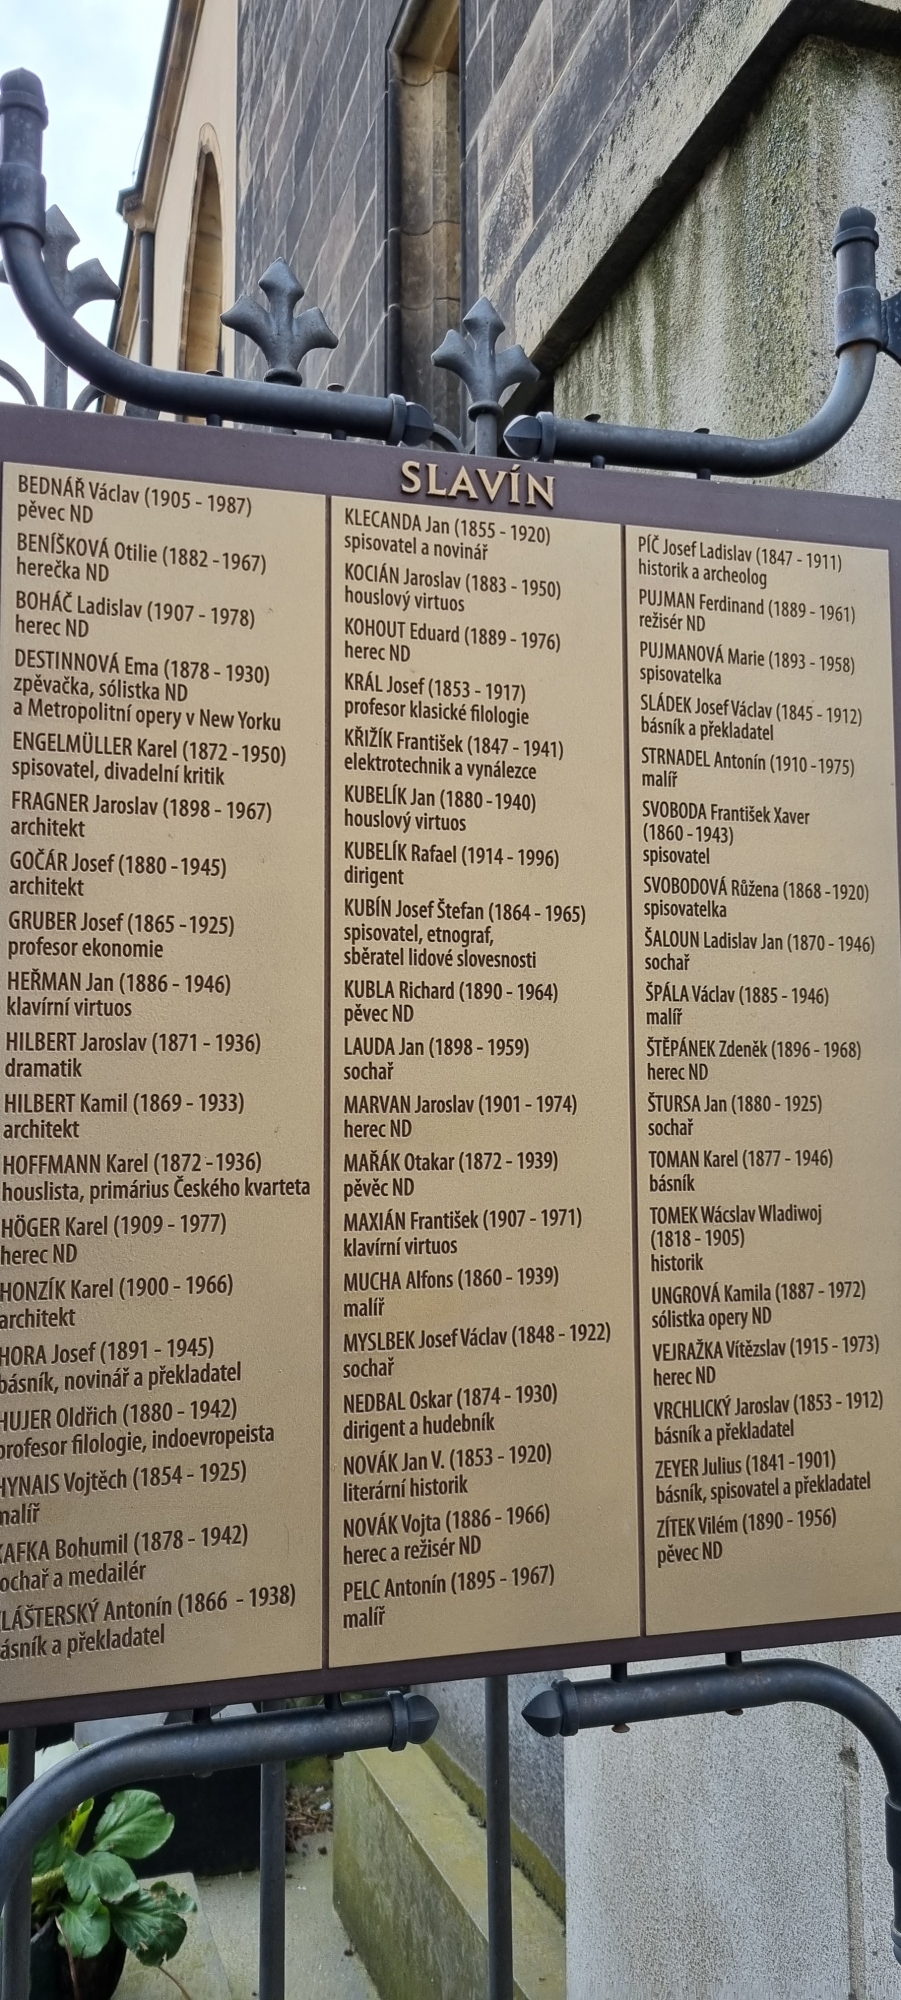 SLAVÍN
BEDNÁŘ Václav (1905 - 1987)
pěvec ND
BENÍŠKOVÁ Otilie (1882 -1967)
herečka ND
BOHÁČ Ladislav (1907 - 1978)
herec ND
DESTINNOVÁ Ema (1878 - 1930)
zpěvačka, sólistka ND
a Metropolitní opery v New Yorku
ENGELMÜLLER Karel (1872 -1950)
spisovatel, divadelní kritik
FRAGNER Jaroslav (1898 - 1967)
architekt
GOČÁR Josef (1880 -1945)
architekt
GRUBER Josef (1865 -1925)
profesor ekonomie
HEŘMAN Jan (1886 - 1946)
klavírní virtuos
HILBERT Jaroslav (1871 - 1936)
dramatik
HILBERT Kamil (1869 - 1933)
architekt
HOFFMANN Karel (1872 -1936)
houslista, primárius Českého kvarteta
HÖGER Karel (1909 - 1977)
herec ND
HONZÍK Karel (1900 - 1966)
architekt
HORA Josef (1891 - 1945)
básník, novinář a překladatel
HUJER Oldřich (1880 - 1942)
profesor filologie, indoevropeista
HYNAIS Vojtěch (1854 - 1925)
malíř
KAFKA Bohumil (1878 - 1942)
sochař a medailér
KLÁŠTERSKÝ Antonín (1866 - 1938)
básník a překladatel
KLECANDA Jan (1855 - 1920)
spisovatel a novinář
KOCIÁN Jaroslav (1883 - 1950)
houslový virtuos
KOHOUT Eduard (1889 - 1976)
herec ND
KRÁL Josef (1853 - 1917)
profesor klasické filologie
KŘIŽÍK František (1847 - 1941)
elektrotechnik a vynálezce
KUBELÍK Jan (1880 -1940)
houslový virtuos
KUBELÍK Rafael (1914 - 1996)
dirigent
KUBÍN Josef Štefan (1864 - 1965)
spisovatel, etnograf,
sběratel lidové slovesnosti
KUBLA Richard (1890 - 1964)
pěvec ND
LAUDA Jan (1898 - 1959)
sochař
MARVAN Jaroslav (1901 - 1974)
herec ND
MAŘÁK Otakar (1872 - 1939)
pěvěc ND
MAXIÁN František (1907 - 1971)
klavírní virtuos
MUCHA Alfons (1860 - 1939)
malíř
MYSLBEK Josef Václav (1848 - 1922)
sochař
NEDBAL Oskar (1874 - 1930)
dirigent a hudebník
NOVÁK Jan V. (1853 - 1920)
literární historik
NOVÁK Vojta (1886 - 1966)
herec a režisér ND
PELC Antonín (1895 - 1967)
malíř
PÍČ Josef Ladislav (1847 - 1911)
historik a archeolog
PUJMAN Ferdinand (1889 - 1961)
režisér ND
PUJMANOVÁ Marie (1893 - 1958)
spisovatelka
SLÁDEK Josef Václav (1845 - 1912)
básník a překladatel
STRNADEL Antonín (1910 -1975)
malíř
SVOBODA František Xaver
(1860 -1943)
spisovatel
SVOBODOVÁ Růžena (1868 -1920)
spisovatelka
ŠALOUN Ladislav Jan (1870 - 1946)
sochař
ŠPÁLA Václav (1885 - 1946)
malíř
ŠTĚPÁNEK Zdeněk (1896 - 1968)
herec ND
ŠTURSA Jan (1880 - 1925)
sochař
TOMAN Karel (1877 - 1946)
básník
TOMEK Wácslav Wladiwoj
(1818 - 1905)
historik
UNGROVÁ Kamila (1887 - 1972)
sólistka opery ND
VEJRAŽKA Vítězslav (1915 - 1973)
herec ND
VRCHLICKÝ Jaroslav (1853 - 1912)
básník a překladatel
ZEYER Julius (1841 -1901)
básník, spisovatel a překladatel
ZÍTEK Vilém (1890 - 1956)
pěvec ND